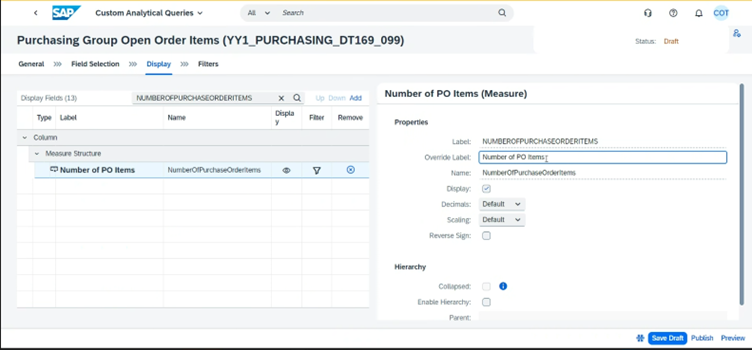 SAP Custom Analytical Queries All Search COT
Purchasing Group Open Order Items (YY1_PURCHASING_DT169_099)
Status: Draft
General Field Selection Display Filters
Display Fields (13) NUMBEROFPURCHASEORDERITEMS Up Down Add
Type Label Name Display Filter Remove
Column
Measure Structure
Number of PO Items NumberOfPurchaseOrderItems
Number of PO Items (Measure)
Properties
Label: NUMBEROFPURCHASEORDERITEMS
Override Label: Number of PO Items
Name: NumberOfPurchaseOrderItems
Display:
Decimals: Default
Scaling: Default
Reverse Sign:
Hierarchy
Collapsed:
Enable Hierarchy:
Parent:
Save Draft Publish Preview